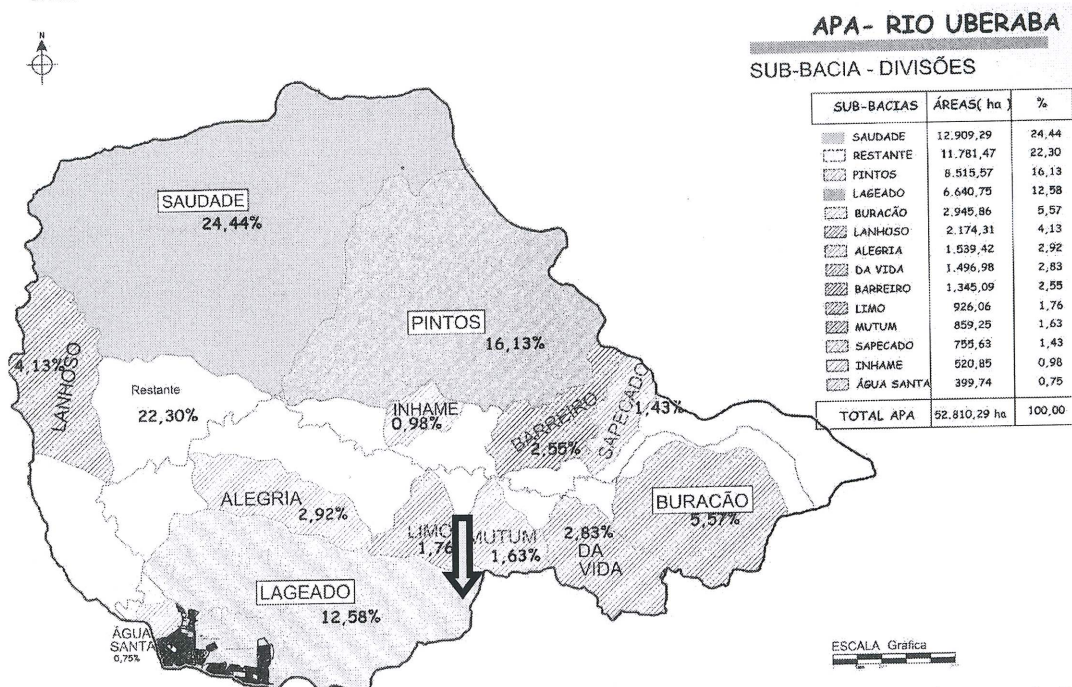 APA- RIO UBERABA
SUB-BACIA - DIVISÕES
SUB-BACIAS ÁREAS( ha ) %
SAUDADE 12.909,29 24,44
RESTANTE 11.781,47 22,30
PINTOS 8.515,57 16,13
LAGEADO 6.640,75 12,58
BURACÃO 2.945,86 5,57
LANHOSO 2.174,31 4,13
ALEGRIA 1.539,42 2,92
DA VIDA 1.496,98 2,83
BARREIRO 1,345,09 2,55
LIMO 926,06 1,76
MUTUM 859,25 1,63
SAPECADO 755,63 1,43
INHAME 520,85 0,98
ÁGUA SANTA 399,74 0,75
TOTAL APA 52.810,29 ha 100,00
N
SAUDADE
24,44%
PINTOS
16,13%
4,13%
LANHOSO
Restante
22,30%
INHAME
0,98%
BARREIRO
2,55%
SAPECADO
1,43%
ALEGRIA
2,92%
LIMO
1,76
MUTUM
1,63%
2,83%
DA
VIDA
BURACÃO
5,57%
LAGEADO
12,58%
ÁGUA
SANTA
0,75%
ESCALA Gráfica